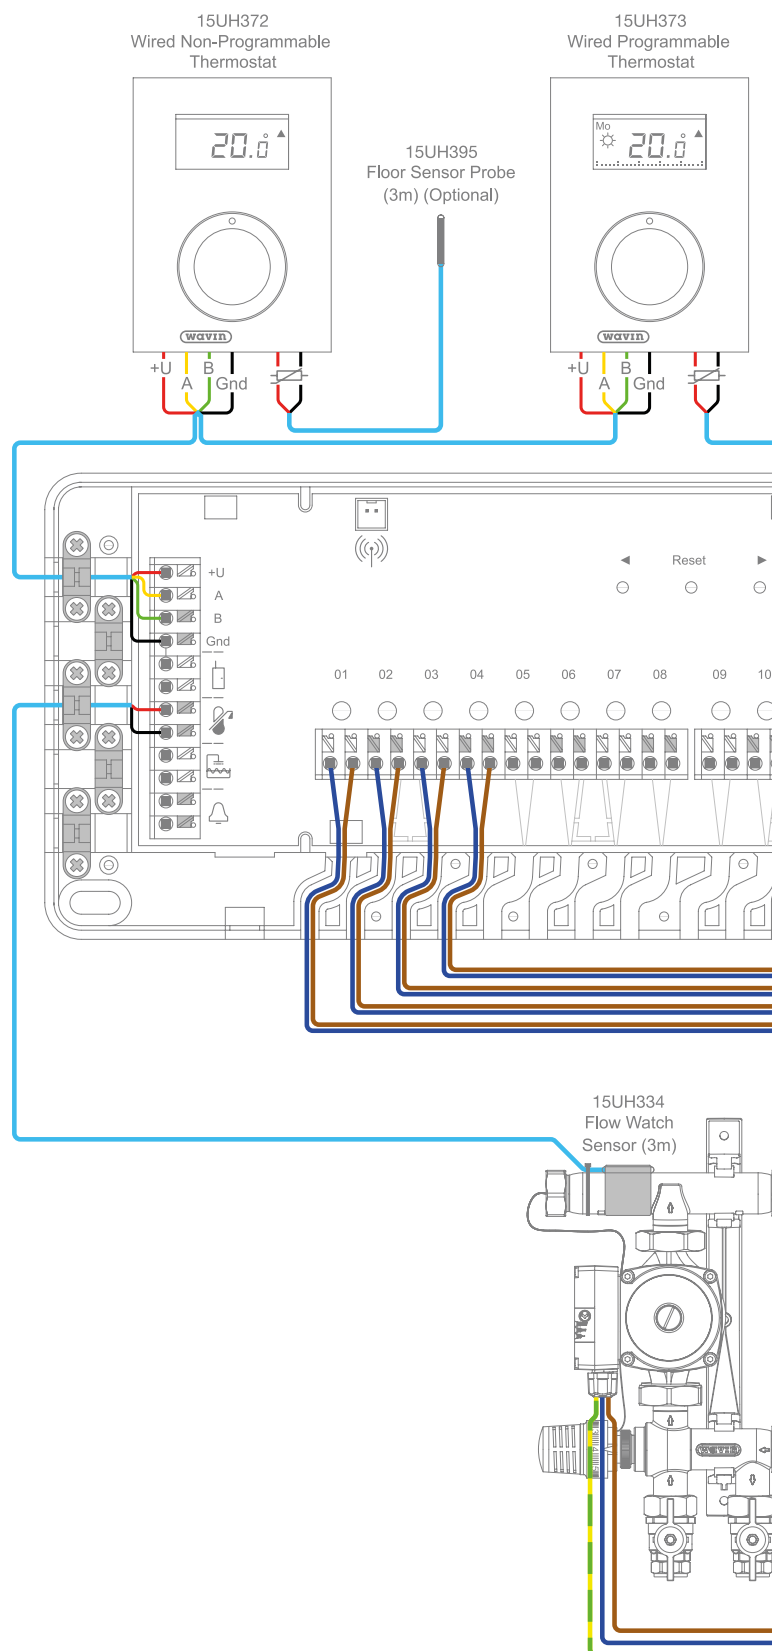 15UH372
Wired Non-Programmable
Thermostat
15UH373
Wired Programmable
Thermostat
20.0
15UH395
Floor Sensor Probe
(3m) (Optional)
Mo
20.0
wavin
wavin
+U
A
B
Gnd
+U
A
B
Gnd
Reset
+U
A
B
Gnd
01 02 03 04 05 06 07 08 09 10
15UH334
Flow Watch
Sensor (3m)
wavin